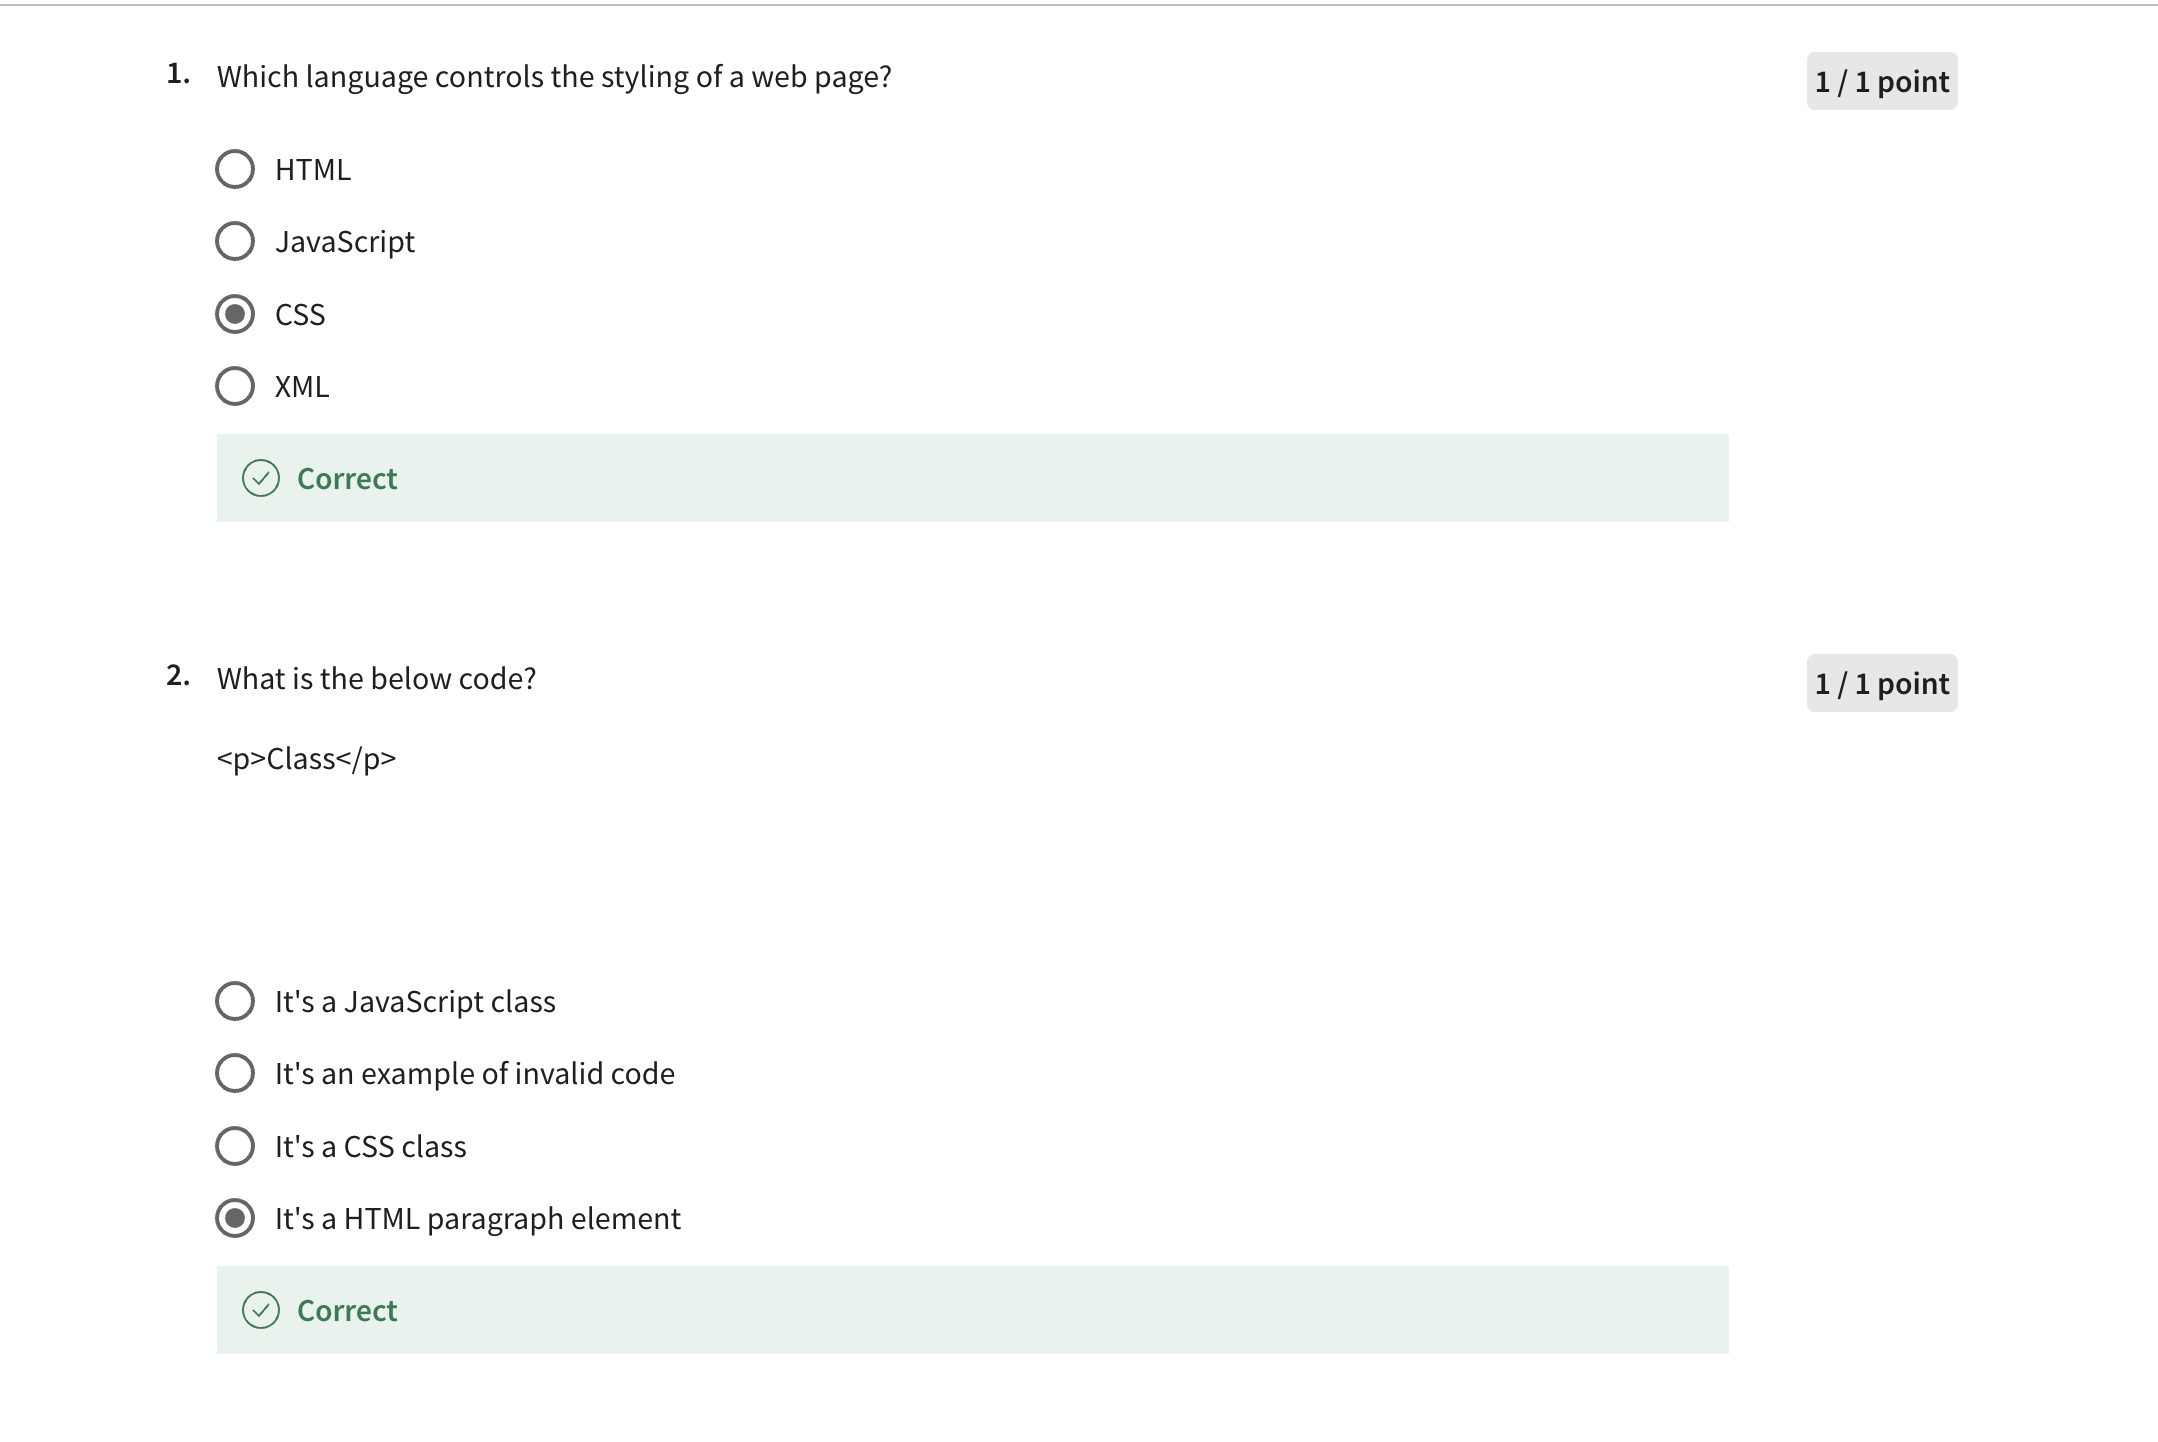 1. Which language controls the styling of a web page?
1 / 1 point
HTML
JavaScript
CSS
XML
Correct
2. What is the below code?
1 / 1 point
<p>Class</p>
It's a JavaScript class
It's an example of invalid code
It's a CSS class
It's a HTML paragraph element
Correct